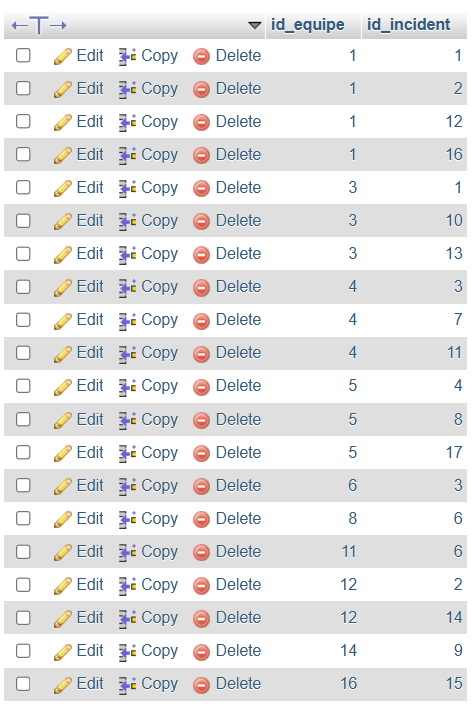 ←T→ id_equipe id_incident
Edit Copy Delete 1 1
Edit Copy Delete 1 2
Edit Copy Delete 1 12
Edit Copy Delete 1 16
Edit Copy Delete 3 1
Edit Copy Delete 3 10
Edit Copy Delete 3 13
Edit Copy Delete 4 3
Edit Copy Delete 4 7
Edit Copy Delete 4 11
Edit Copy Delete 5 4
Edit Copy Delete 5 8
Edit Copy Delete 5 17
Edit Copy Delete 6 3
Edit Copy Delete 8 6
Edit Copy Delete 11 6
Edit Copy Delete 12 2
Edit Copy Delete 12 14
Edit Copy Delete 14 9
Edit Copy Delete 16 15